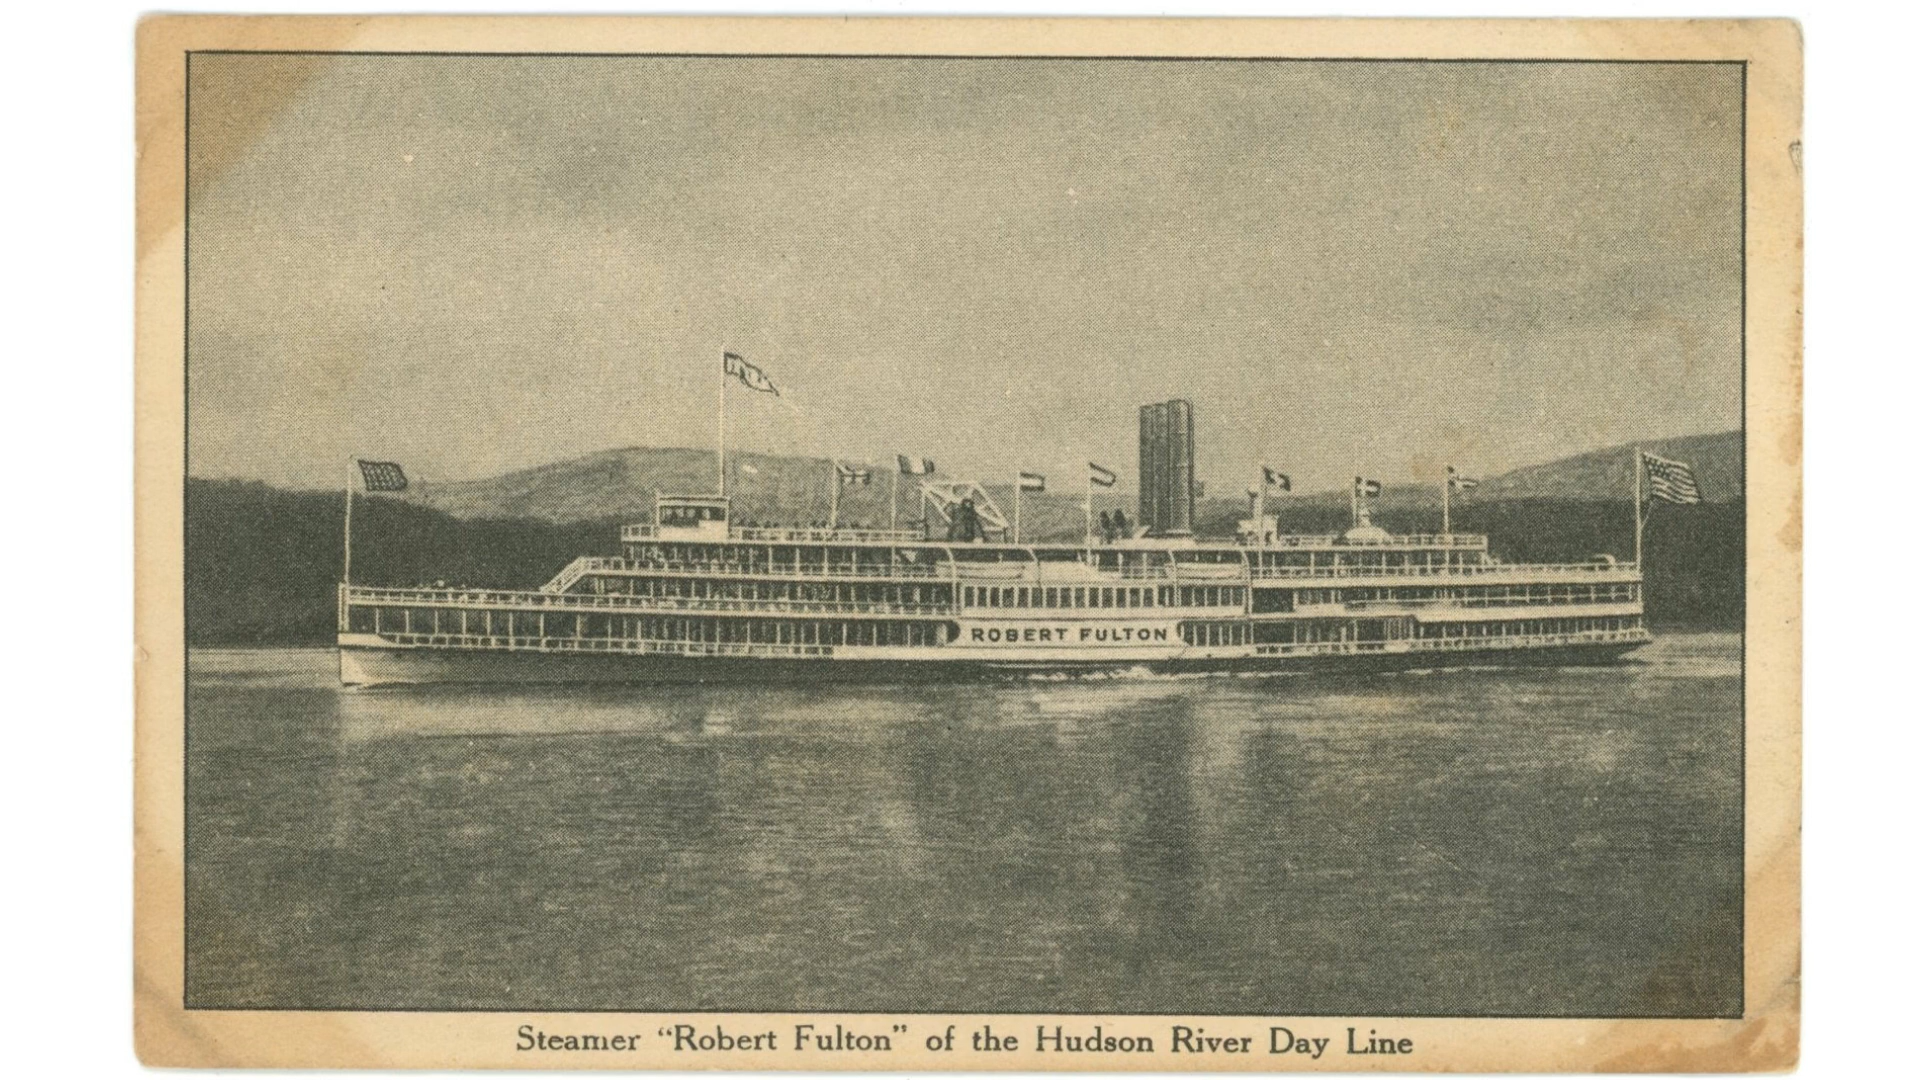 ROBERT FULTON
Steamer “Robert Fulton” of the Hudson River Day Line